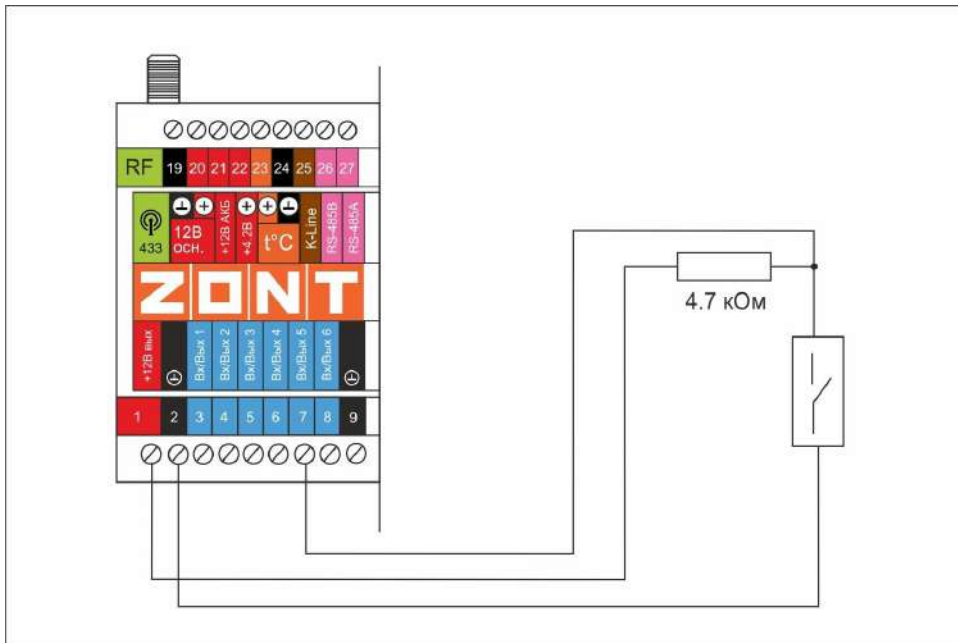 RF 19 20 21 22 23 24 25 26 27
433
12В
осн.
+12В АКБ
+4.2В
t°C
K-Line
RS-485B
RS-485A
ZONT
+12В вых
Вх/Вых 1
Вх/Вых 2
Вх/Вых 3
Вх/Вых 4
Вх/Вых 5
Вх/Вых 6
1 2 3 4 5 6 7 8 9
4.7 кОм